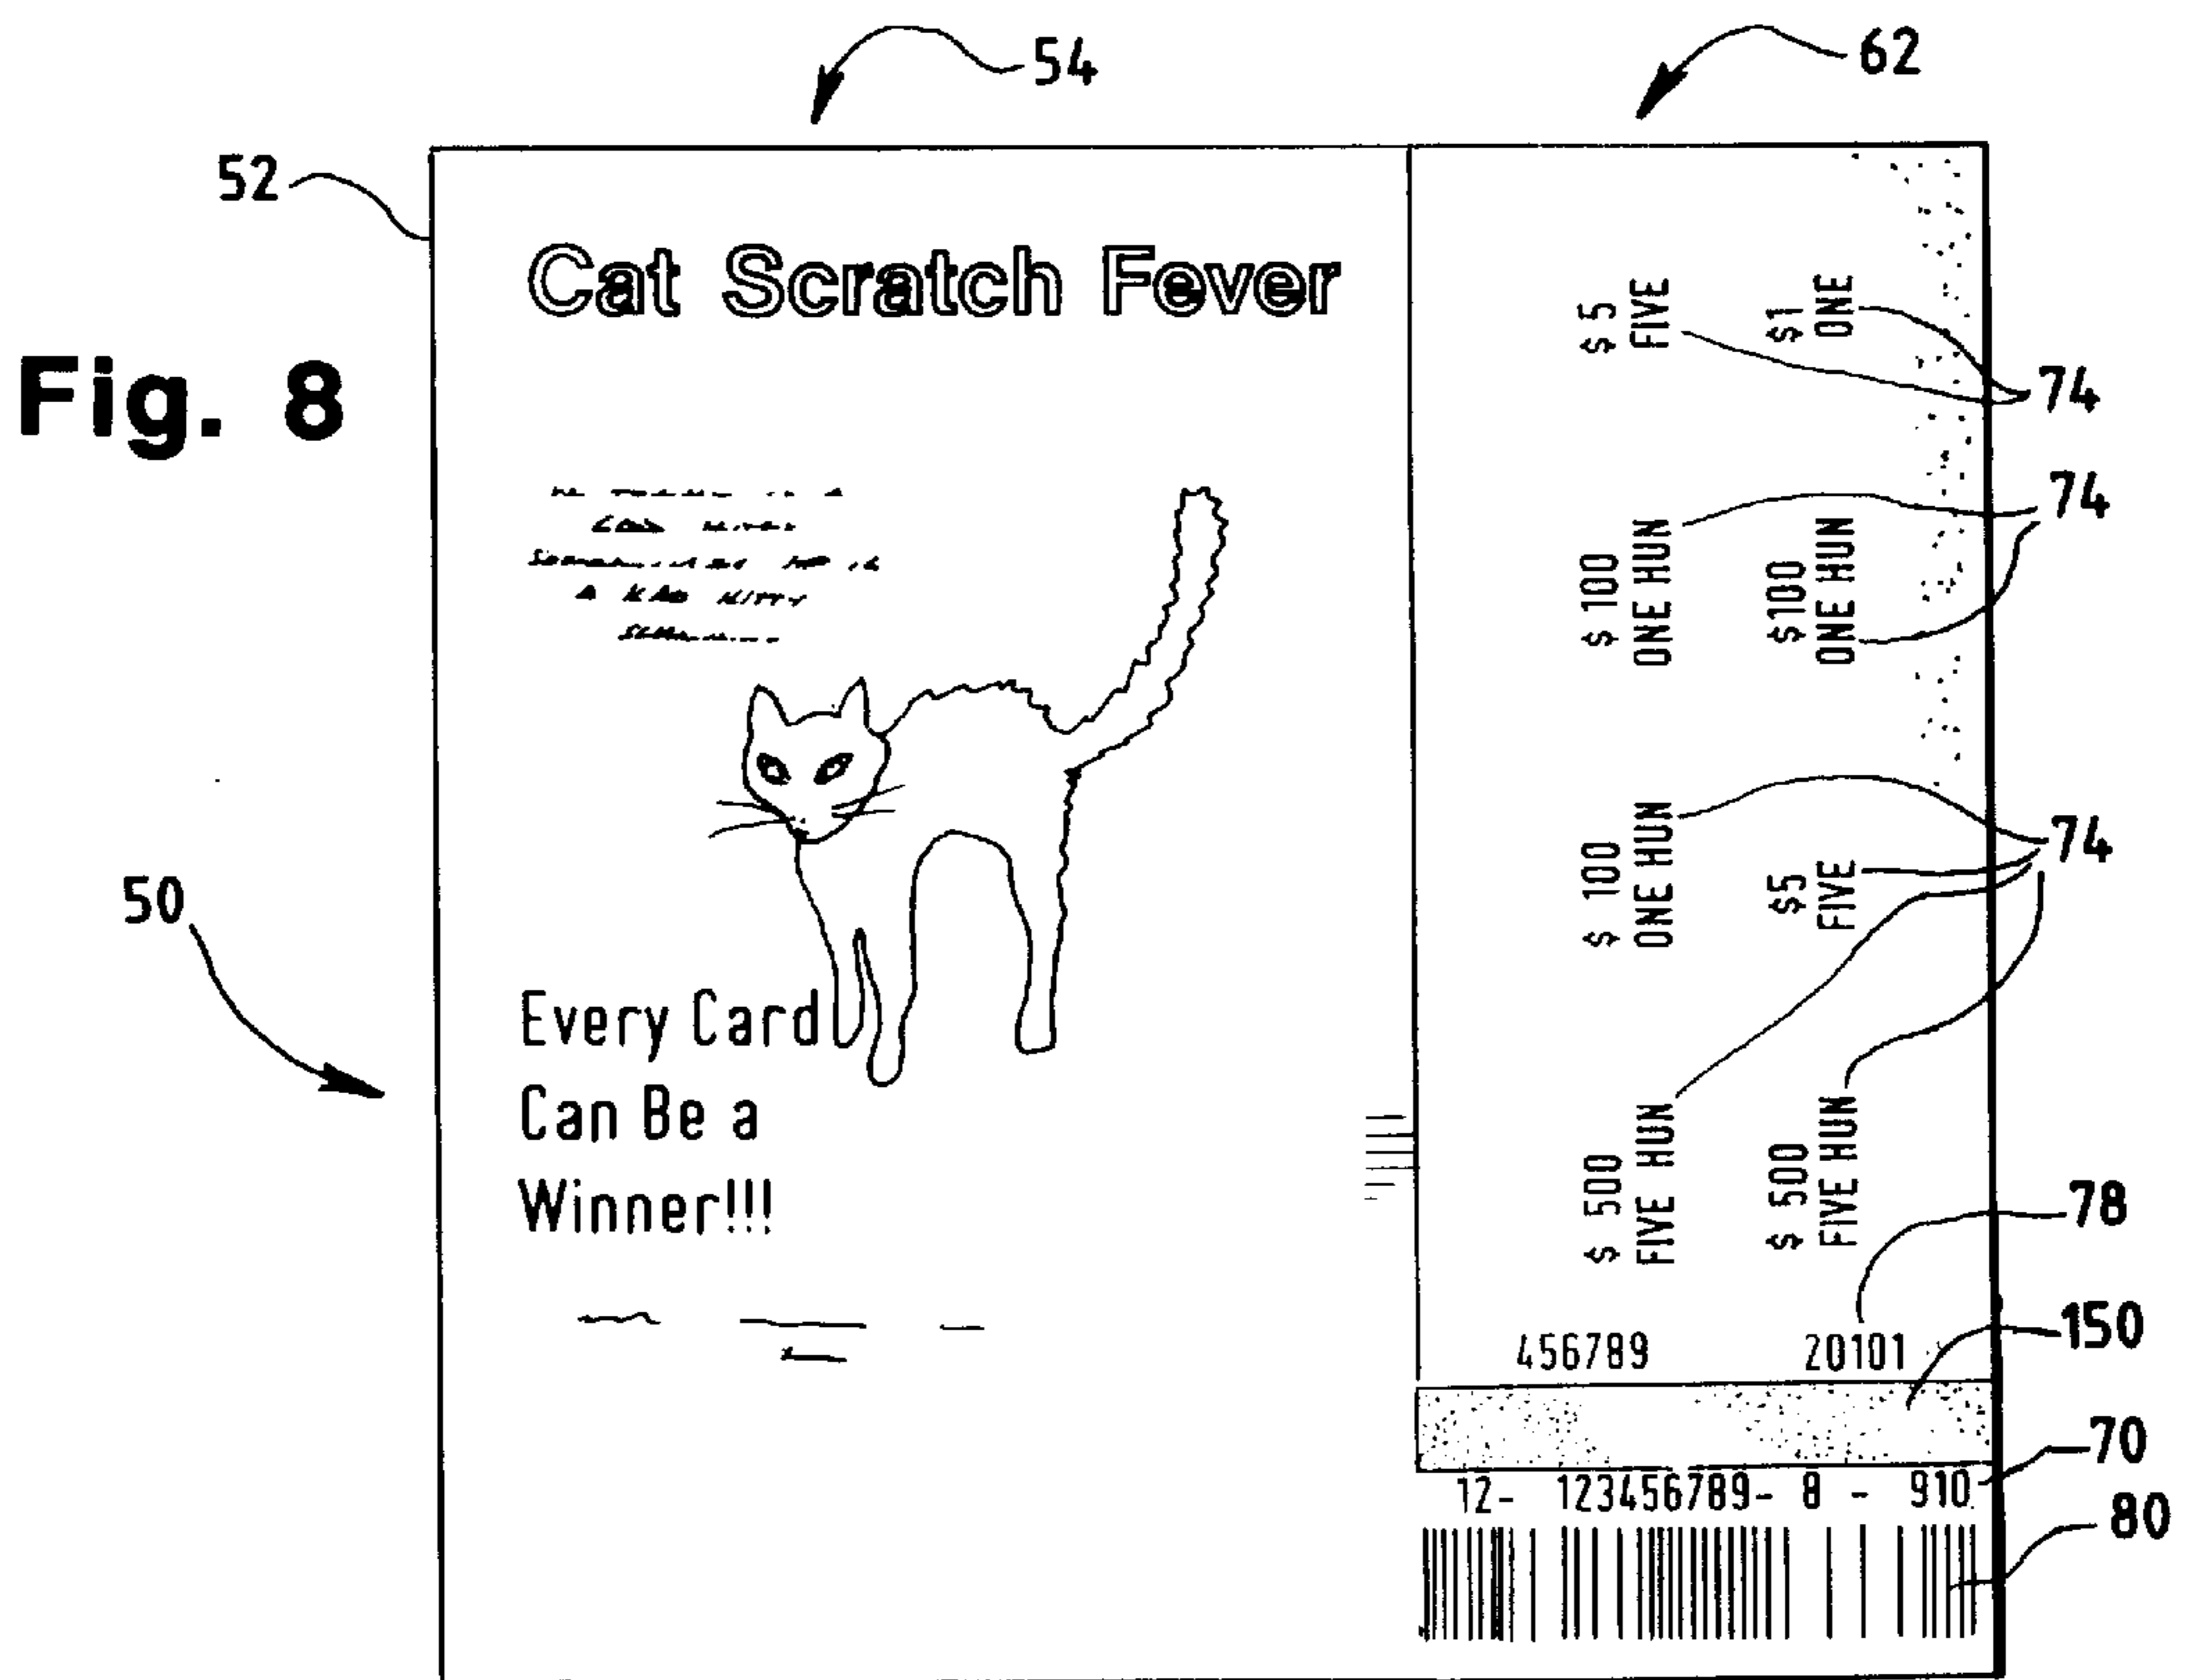 54
62
52
Cat Scratch Fever
Fig. 8
$5
FIVE
$1
ONE
74
$100
ONE HUN
$100
ONE HUN
74
A
A KAD KITTY
$100
ONE HUN
$5
FIVE
74
50
Every Card
Can Be a
Winner!!!
$500
FIVE HUN
$500
FIVE HUN
78
456789 20101
150
12- 123456789- 8 - 910
70
80